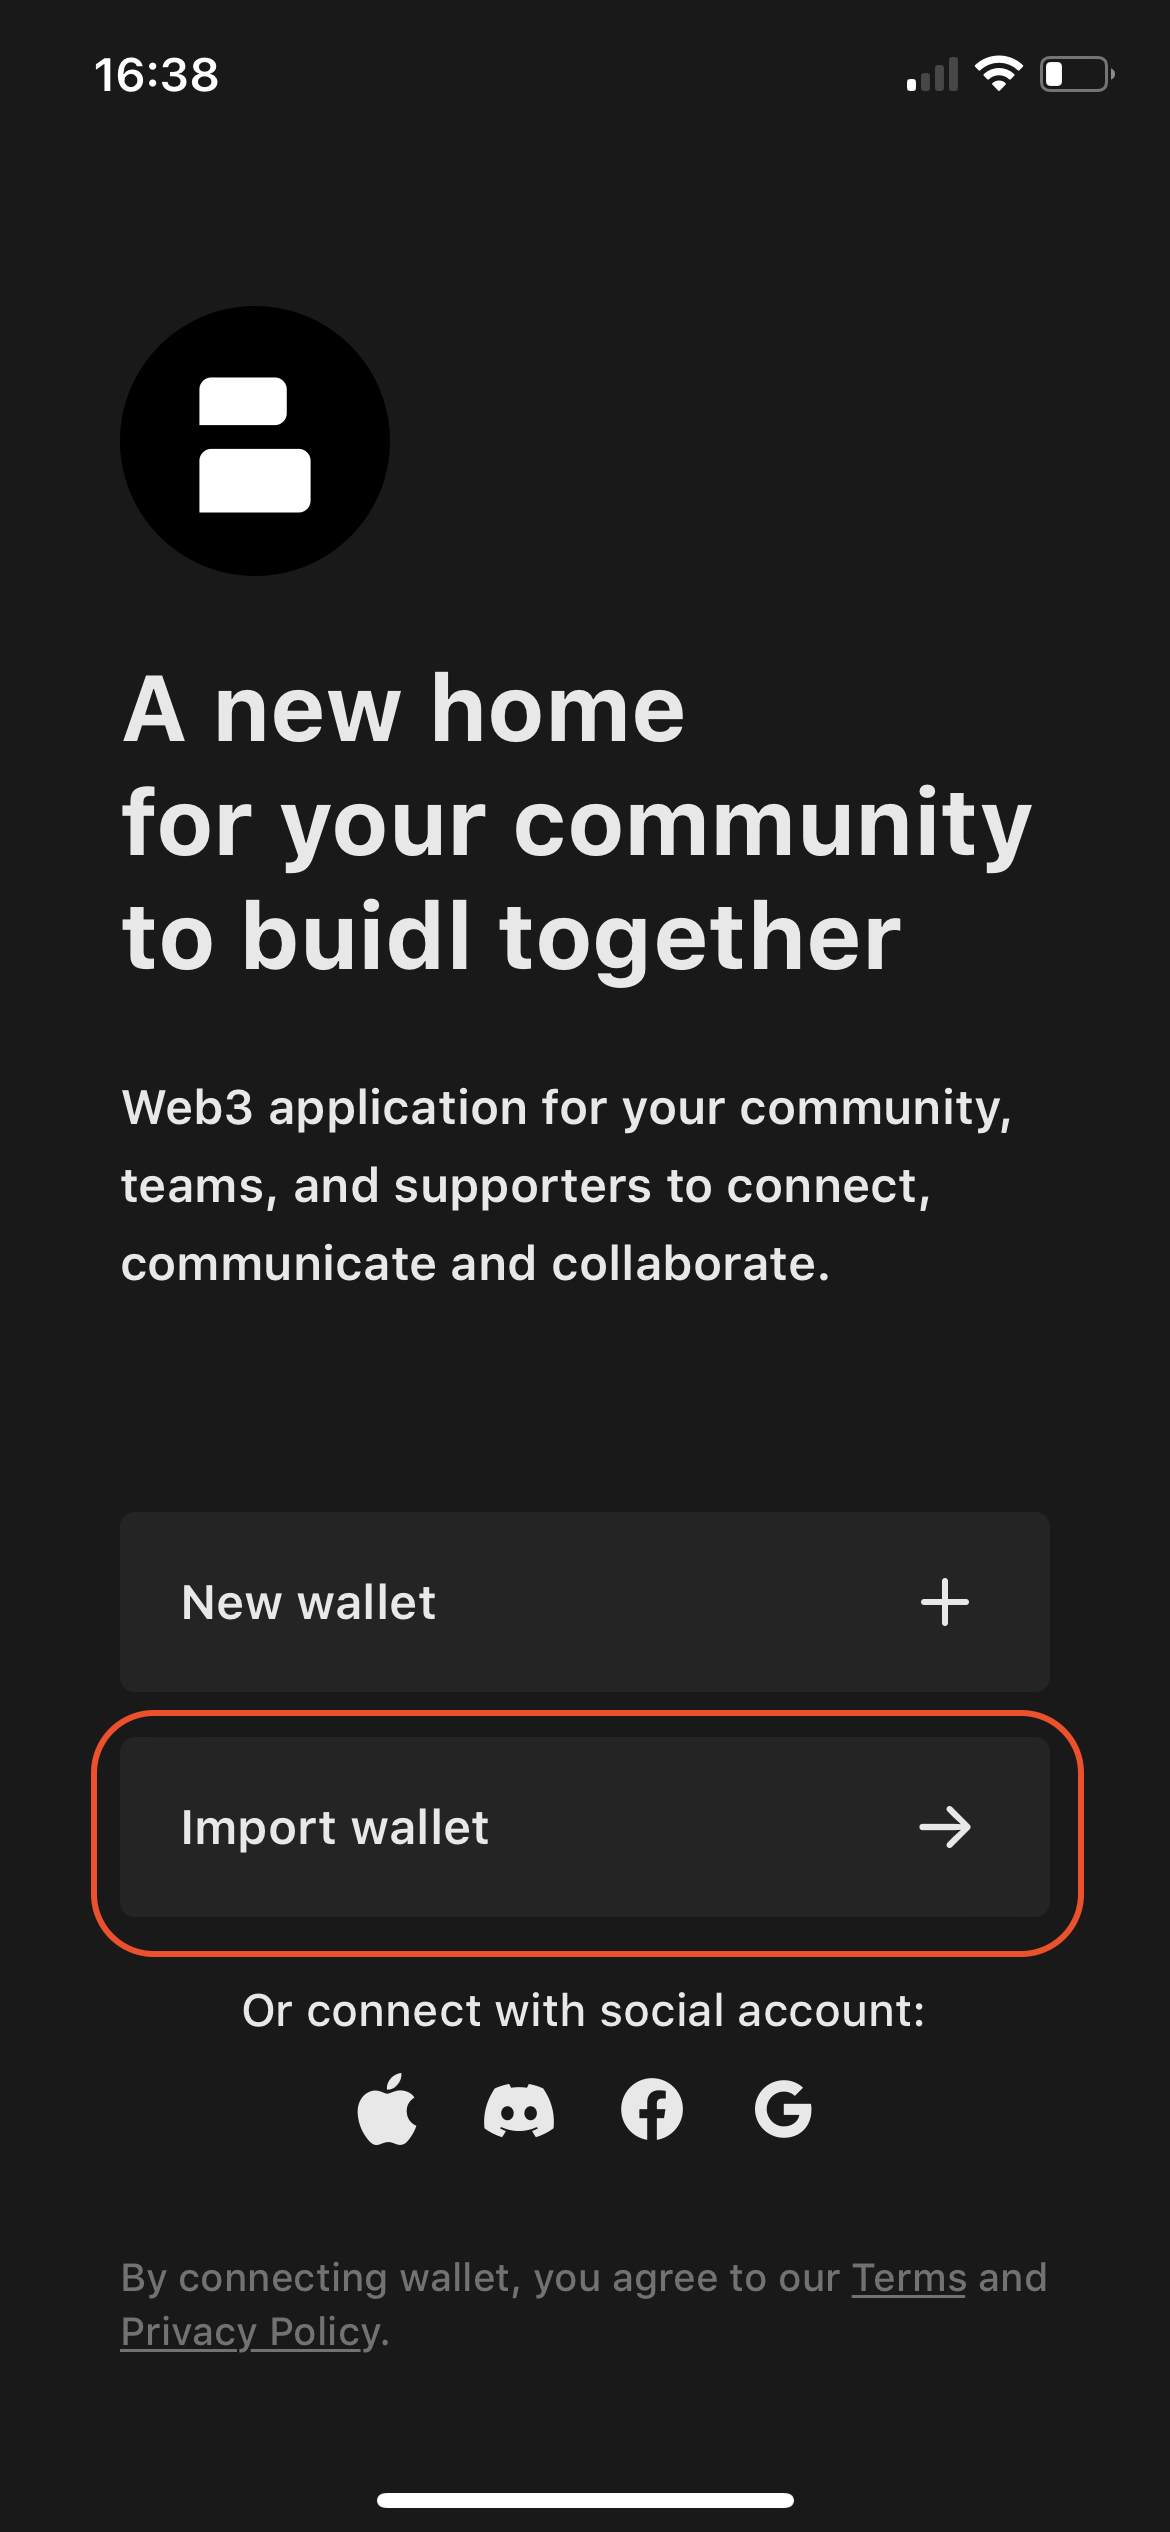 16:38
A new home
for your community
to buidl together
Web3 application for your community,
teams, and supporters to connect,
communicate and collaborate.
New wallet
Import wallet
Or connect with social account:
By connecting wallet, you agree to our Terms and
Privacy Policy.